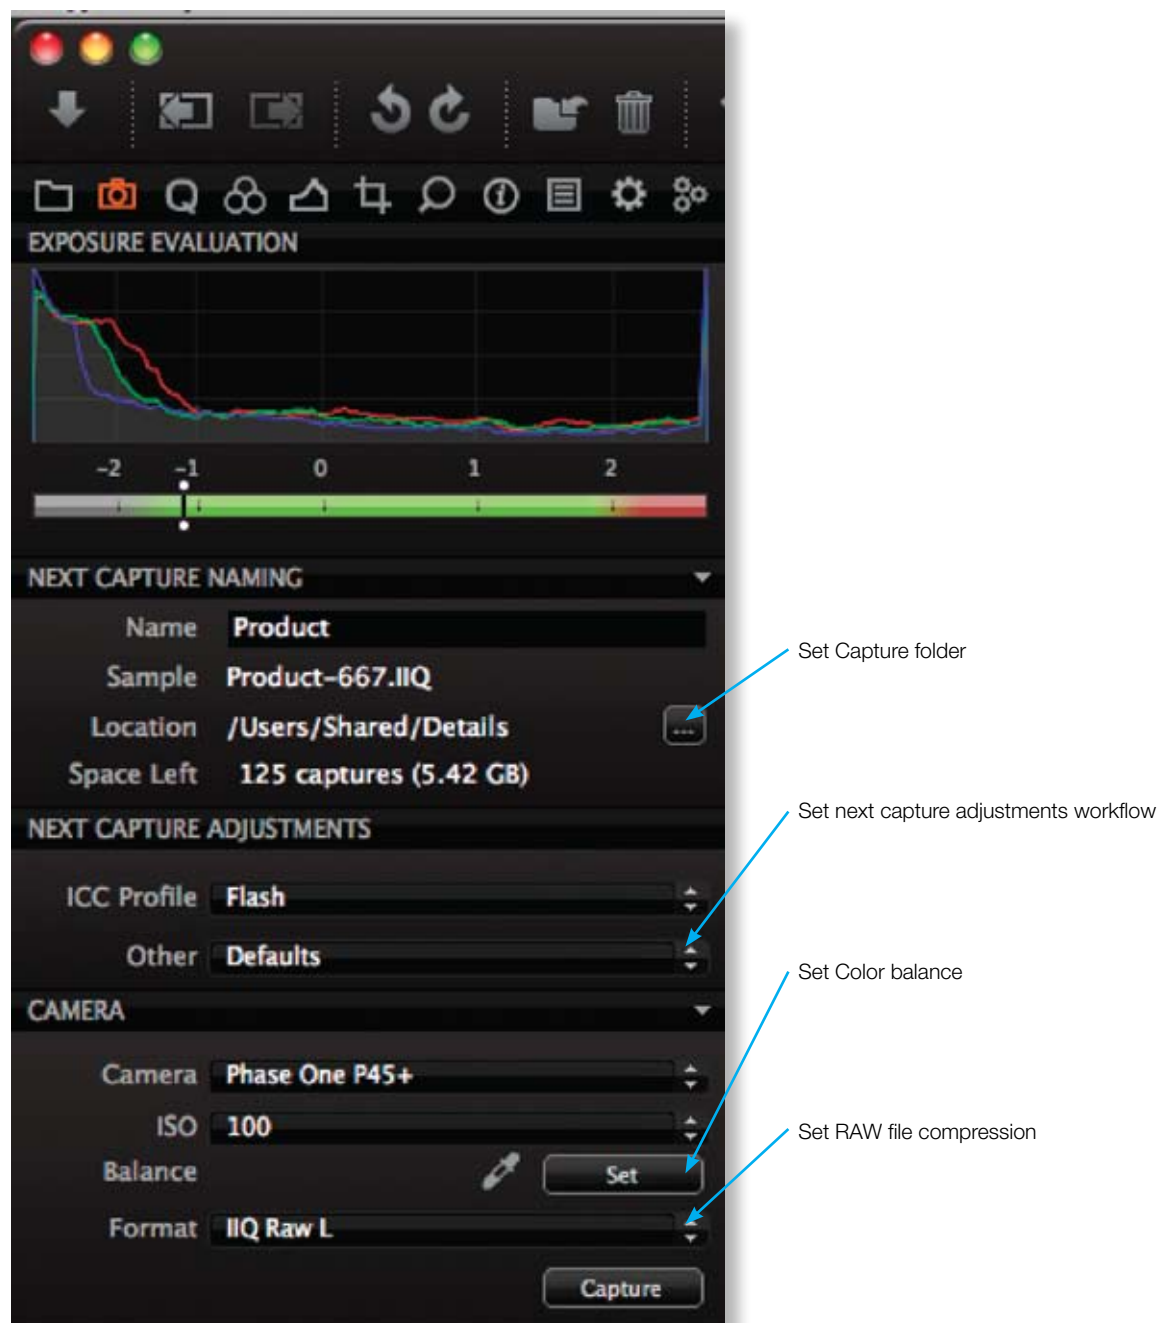 EXPOSURE EVALUATION
-2 -1 0 1 2
NEXT CAPTURE NAMING
Name Product
Sample Product-667.IIQ
Location /Users/Shared/Details ...
Space Left 125 captures (5.42 GB)
NEXT CAPTURE ADJUSTMENTS
ICC Profile Flash
Other Defaults
CAMERA
Camera Phase One P45+
ISO 100
Balance Set
Format IIQ Raw L
Capture
Set Capture folder
Set next capture adjustments workflow
Set Color balance
Set RAW file compression